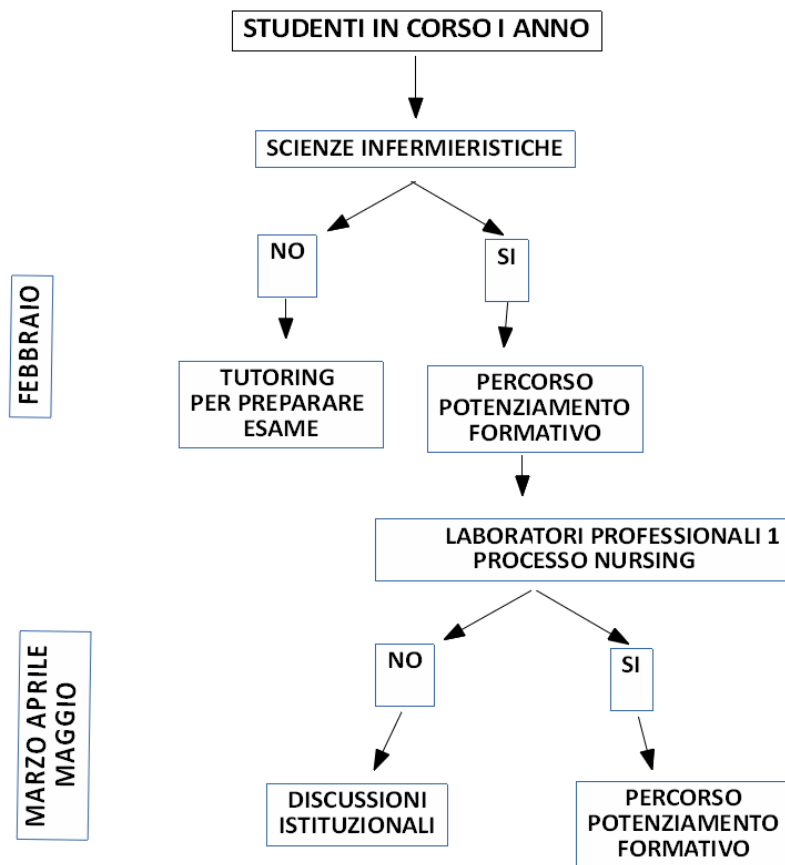 STUDENTI IN CORSO I ANNO
SCIENZE INFERMIERISTICHE
NO
SI
FEBBRAIO
TUTORING
PER PREPARARE
ESAME
PERCORSO
POTENZIAMENTO
FORMATIVO
LABORATORI PROFESSIONALI 1
PROCESSO NURSING
MARZO APRILE
MAGGIO
NO
SI
DISCUSSIONI
ISTITUZIONALI
PERCORSO
POTENZIAMENTO
FORMATIVO